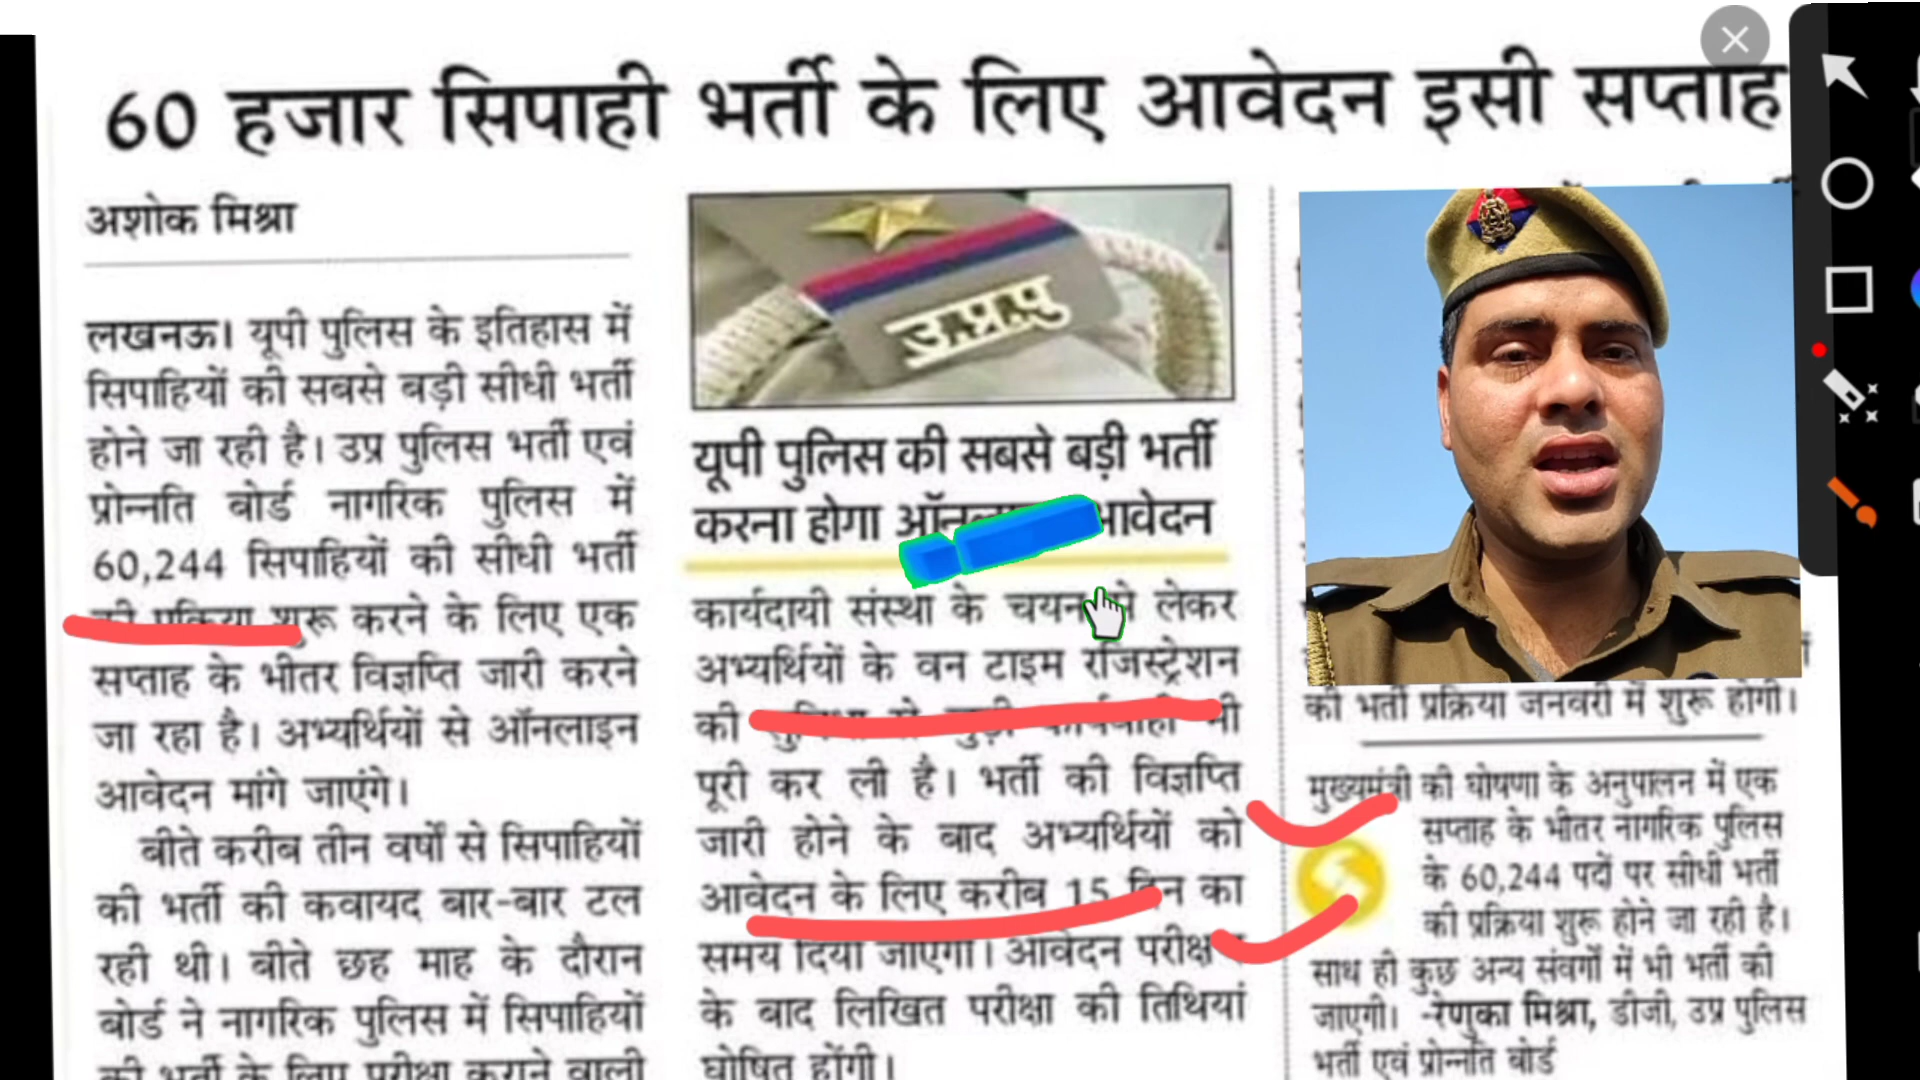 60 हजार सिपाही भर्ती के लिए आवेदन इसी सप्ताह
अशोक मिश्रा
लखनऊ। यूपी पुलिस के इतिहास में
सिपाहियों की सबसे बड़ी सीधी भर्ती
होने जा रही है। उप्र पुलिस भर्ती एवं
प्रोन्नति बोर्ड नागरिक पुलिस में
60,244 सिपाहियों की सीधी भर्ती
की प्रक्रिया शुरू करने के लिए एक
सप्ताह के भीतर विज्ञप्ति जारी करने
जा रहा है। अभ्यर्थियों से ऑनलाइन
आवेदन मांगे जाएंगे।
बीते करीब तीन वर्षों से सिपाहियों
की भर्ती की कवायद बार-बार टल
रही थी। बीते छह माह के दौरान
बोर्ड ने नागरिक पुलिस में सिपाहियों
की भर्ती के लिए परीक्षा कराने वाली
उ.प्र.पु.
यूपी पुलिस की सबसे बड़ी भर्ती
करना होगा आवेदन
कार्यदायी संस्था के चयन से लेकर
अभ्यर्थियों के वन टाइम रजिस्ट्रेशन
की कार्यवाही भी
पूरी कर ली है। भर्ती की विज्ञप्ति
जारी होने के बाद अभ्यर्थियों को
आवेदन के लिए करीब 15 दिन का
समय दिया जाएगा। आवेदन
के बाद लिखित परीक्षा की तिथियां
घोषित होंगी।
की भर्ती प्रक्रिया जनवरी में शुरू होगी।
मुख्यमंत्री की घोषणा के अनुपालन में एक
सप्ताह के भीतर नागरिक पुलिस
के 60,244 पदों पर सीधी भर्ती
की प्रक्रिया शुरू होने जा रही है।
साथ ही कुछ अन्य संवर्गों में भी भर्ती की
जाएगी। -रेणुका मिश्रा, डीजी, उप्र पुलिस
भर्ती एवं प्रोन्नति बोर्ड